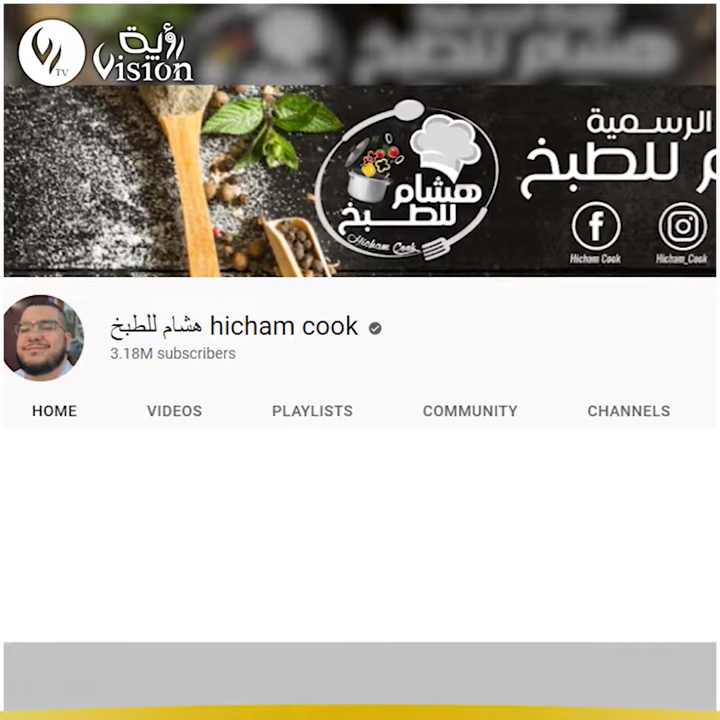 رؤية
Vision
TV
الرسمية
للطبخ
هشام
للطبخ
Hicham Cook
Hicham Cook
Hicham_Cook
هشام للطبخ hicham cook
3.18M subscribers
HOME VIDEOS PLAYLISTS COMMUNITY CHANNELS